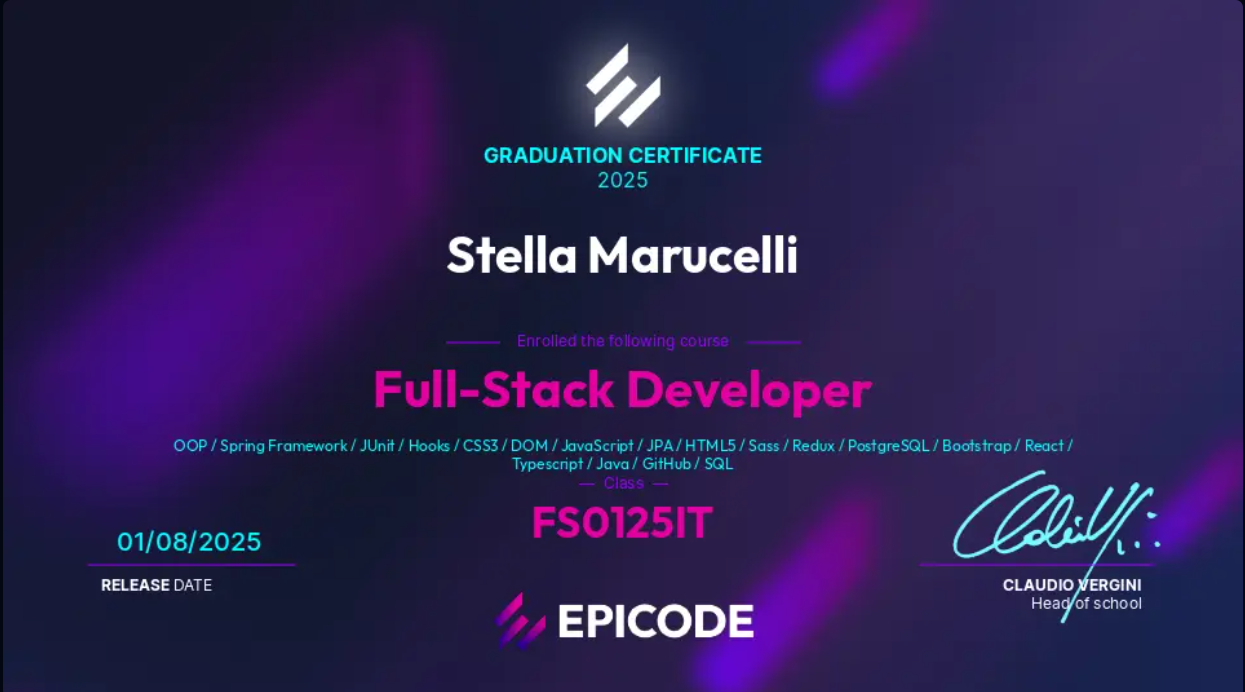 GRADUATION CERTIFICATE
2025
Stella Marucelli
Enrolled the following course
Full-Stack Developer
OOP / Spring Framework / JUnit / Hooks / CSS3 / DOM / JavaScript / JPA / HTML5 / Sass / Redux / PostgreSQL / Bootstrap / React /
Typescript / Java / GitHub / SQL
— Class —
FS0125IT
01/08/2025
RELEASE DATE
CLAUDIO VERGINI
Head of school
EPICODE